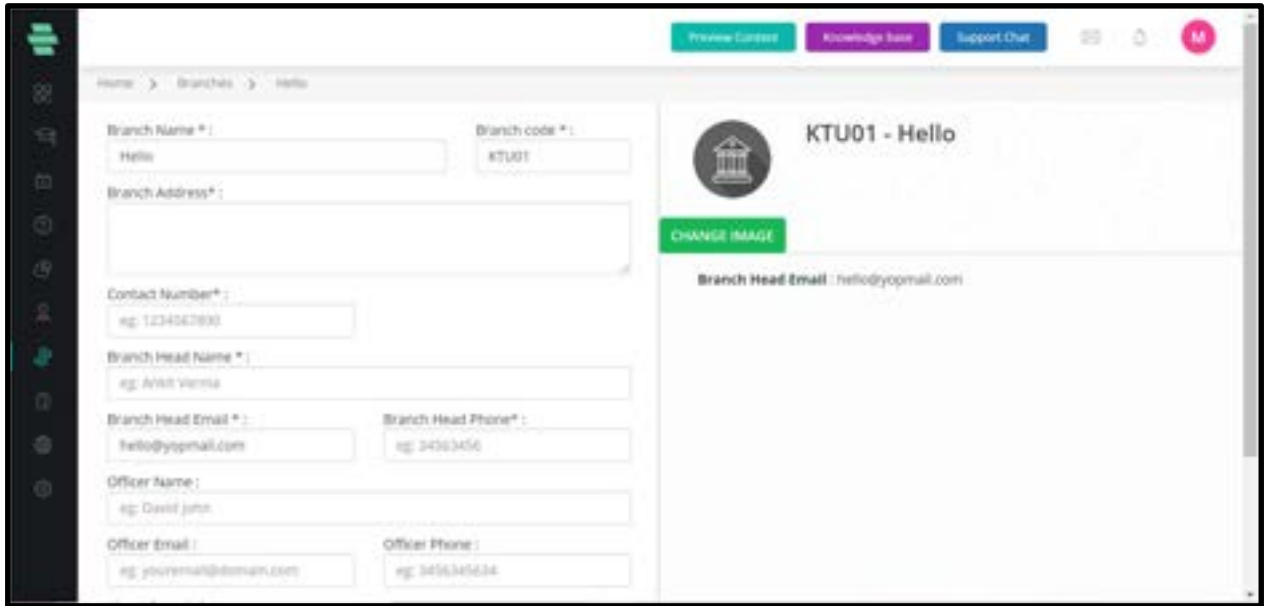 Preview Content Knowledge Base Support Chat M
Home > Branches > Hello
Branch Name * : Branch code * :
Hello KTU01
Branch Address* :
Contact Number* :
eg: 1234567890
Branch Head Name * :
eg: Ankit Verma
Branch Head Email * : Branch Head Phone* :
hello@yopmail.com eg: 34563456
Officer Name :
eg: David john
Officer Email : Officer Phone :
eg: youremail@domain.com eg: 3456345634
KTU01 - Hello
CHANGE IMAGE
Branch Head Email : hello@yopmail.com